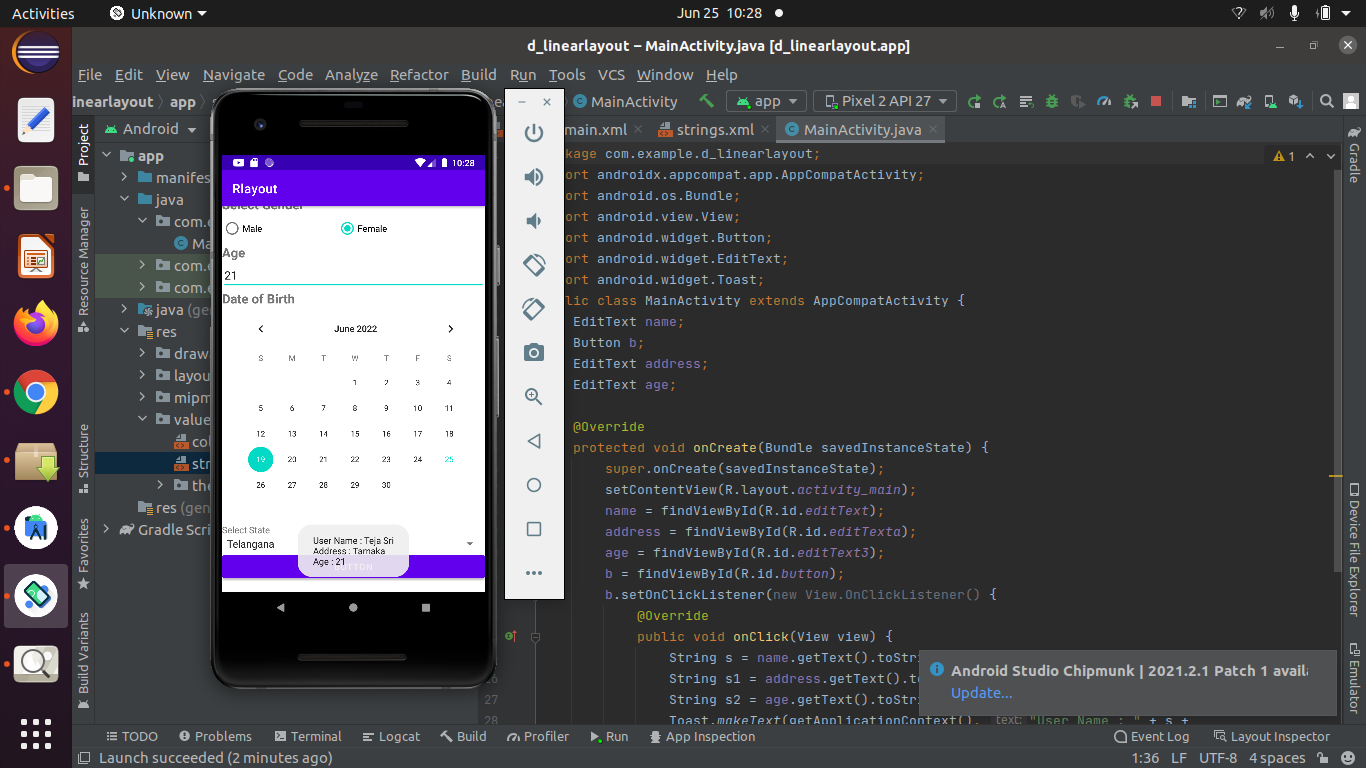 Activities
Unknown
Jun 25 10:28
d_linearlayout – MainActivity.java [d_linearlayout.app]
File Edit View Navigate Code Analyze Refactor Build Run Tools VCS Window Help
inearlayout
app
MainActivity
app
Pixel 2 API 27
Project
Android
main.xml
strings.xml
MainActivity.java
Gradle
app
manifes
java
com.e
Ma
com.e
com.e
java (gen
res
draw
layou
mipm
value
col
str
the
res (gen
Gradle Scri
Resource Manager
Structure
Favorites
Build Variants
10:28
Rlayout
Select Gender
Male
Female
Age
21
Date of Birth
June 2022
S M T W T F S
1 2 3 4
5 6 7 8 9 10 11
12 13 14 15 16 17 18
19 20 21 22 23 24 25
26 27 28 29 30
Select State
Telangana
User Name : Teja Sri
Address : Tamaka
Age : 21
kage com.example.d_linearlayout;
ort androidx.appcompat.app.AppCompatActivity;
ort android.os.Bundle;
ort android.view.View;
ort android.widget.Button;
ort android.widget.EditText;
ort android.widget.Toast;
lic class MainActivity extends AppCompatActivity {
EditText name;
Button b;
EditText address;
EditText age;
@Override
protected void onCreate(Bundle savedInstanceState) {
super.onCreate(savedInstanceState);
setContentView(R.layout.activity_main);
name = findViewById(R.id.editText);
address = findViewById(R.id.editTexta);
age = findViewById(R.id.editText3);
b = findViewById(R.id.button);
b.setOnClickListener(new View.OnClickListener() {
@Override
public void onClick(View view) {
String s = name.getText().toStri
String s1 = address.getText().to
27 String s2 = age.getText().toStri
28 Toast.makeText(getApplicationContext(), text: "User Name : " + s +
1
Android Studio Chipmunk | 2021.2.1 Patch 1 availa
Update...
Device File Explorer
Emulator
TODO Problems Terminal Logcat Build Profiler Run App Inspection Event Log Layout Inspector
Launch succeeded (2 minutes ago)
1:36 LF UTF-8 4 spaces